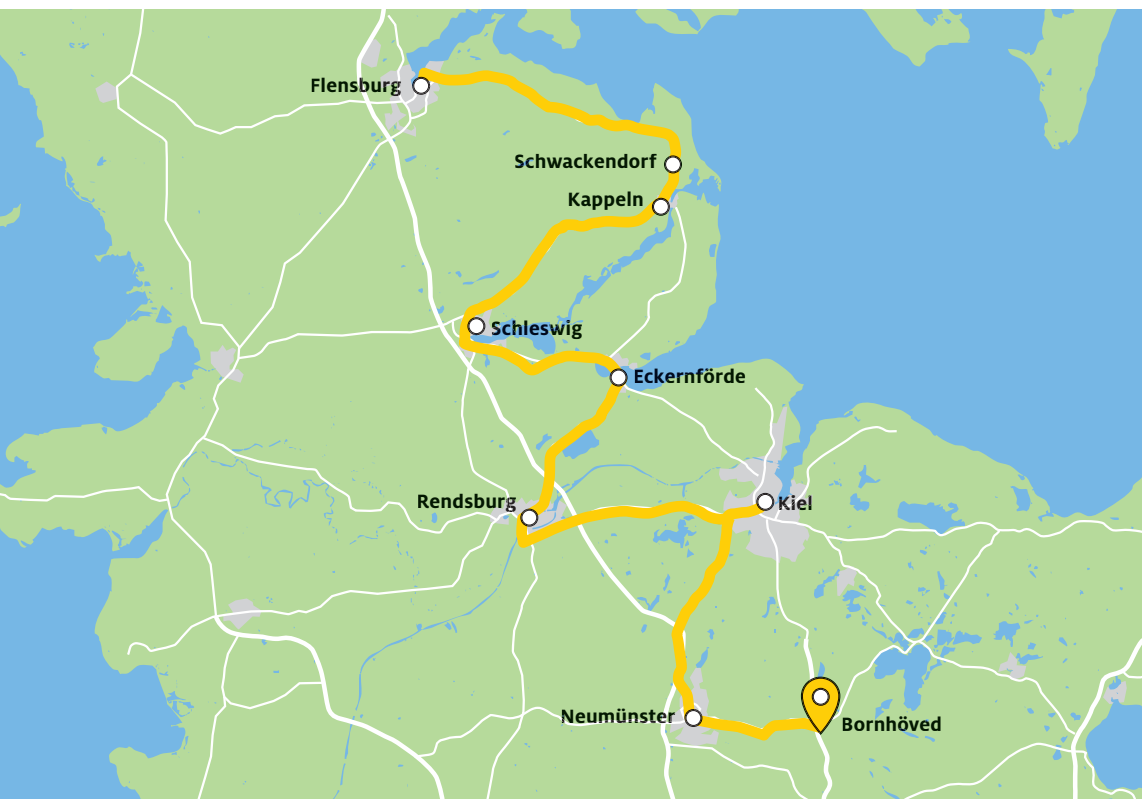 Flensburg
Schwackendorf
Kappeln
Schleswig
Eckernförde
Rendsburg
Kiel
Neumünster
Bornhöved